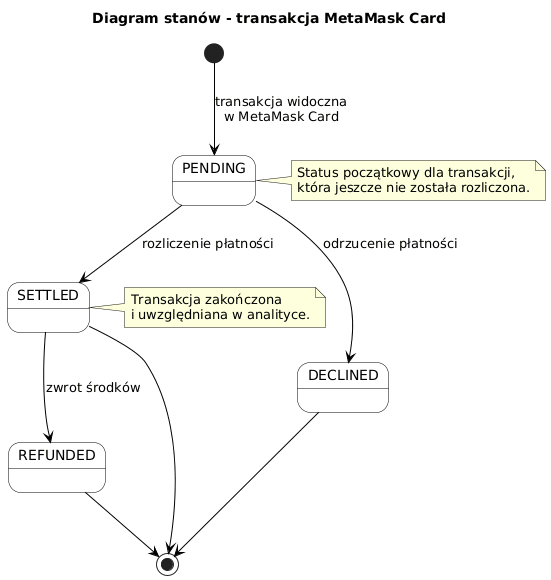 Diagram stanów - transakcja MetaMask Card
transakcja widoczna
w MetaMask Card
PENDING
Status początkowy dla transakcji,
która jeszcze nie została rozliczona.
rozliczenie płatności
odrzucenie płatności
SETTLED
Transakcja zakończona
i uwzględniana w analityce.
DECLINED
zwrot środków
REFUNDED